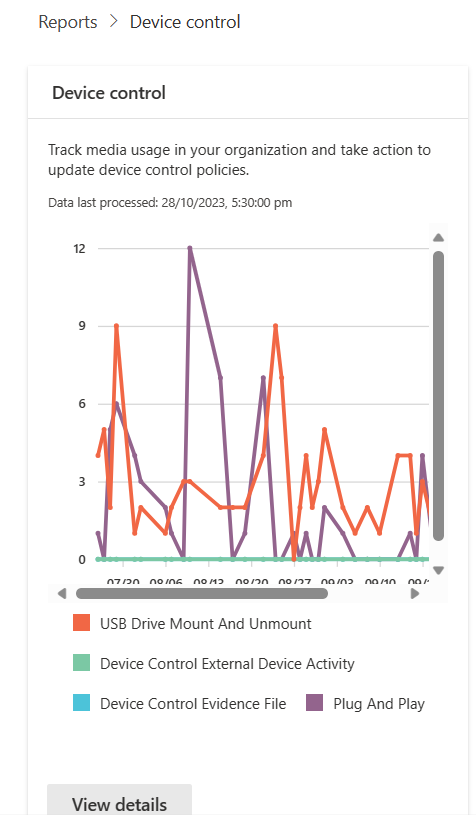 Reports > Device control
Device control
Track media usage in your organization and take action to
update device control policies.
Data last processed: 28/10/2023, 5:30:00 pm
12
9
6
3
0
07/30 08/06 08/13 08/20 08/27 09/03 09/10
USB Drive Mount And Unmount
Device Control External Device Activity
Device Control Evidence File Plug And Play
View details